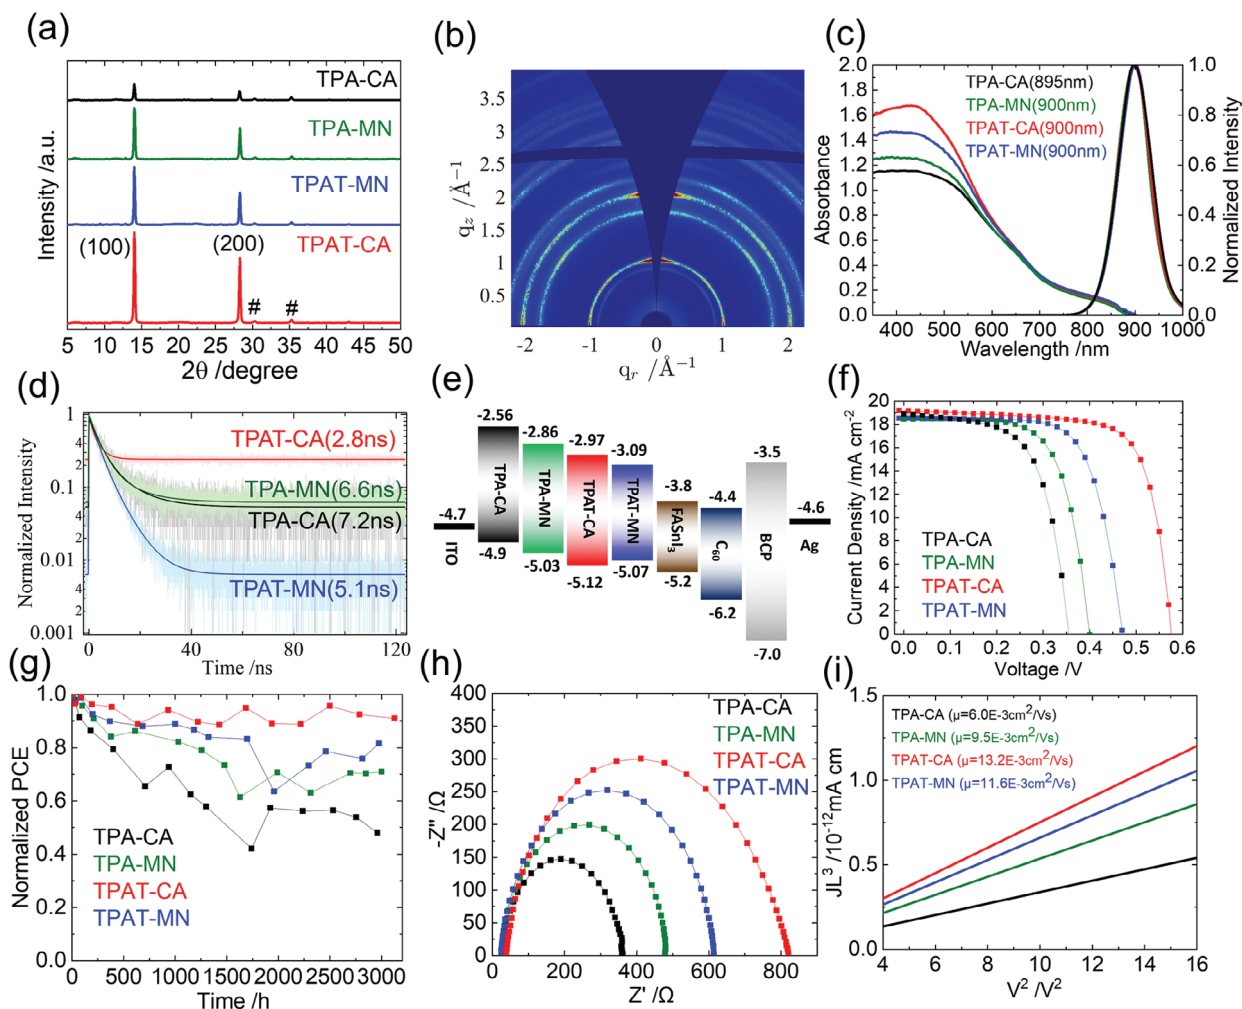 (a)
TPA-CA
TPA-MN
TPAT-MN
(100)
(200)
TPAT-CA
#
#
Intensity /a.u.
5 10 15 20 25 30 35 40 45 50
2θ /degree
(b)
3.5
3
2.5
2
1.5
1
0.5
q_z /Å⁻¹
-2 -1 0 1 2
q_r /Å⁻¹
(c)
2.0
1.8
1.6
1.4
1.2
1.0
0.8
0.6
0.4
0.2
0.0
Absorbance
TPA-CA(895nm)
TPA-MN(900nm)
TPAT-CA(900nm)
TPAT-MN(900nm)
1.0
0.8
0.6
0.4
0.2
0.0
Normalized Intensity
400 500 600 700 800 900 1000
Wavelength /nm
(d)
1
4
2
0.1
4
2
0.01
4
2
0.001
Normalized Intensity
TPAT-CA(2.8ns)
TPA-MN(6.6ns)
TPA-CA(7.2ns)
TPAT-MN(5.1ns)
0 20 40 60 80 100 120
Time /ns
(e)
-2.56
-2.86
-2.97
-3.09
-3.5
-3.8
-4.4
-4.6
-4.7
ITO
TPA-CA
TPA-MN
TPAT-CA
TPAT-MN
FASnI₃
C₆₀
BCP
Ag
-4.9
-5.03
-5.12
-5.07
-5.2
-6.2
-7.0
(f)
20
18
16
14
12
10
8
6
4
2
0
Current Density /mA cm⁻²
TPA-CA
TPA-MN
TPAT-CA
TPAT-MN
0.0 0.1 0.2 0.3 0.4 0.5 0.6
Voltage /V
(g)
1.0
0.8
0.6
0.4
0.2
0.0
Normalized PCE
TPA-CA
TPA-MN
TPAT-CA
TPAT-MN
0 500 1000 1500 2000 2500 3000
Time /h
(h)
400
350
300
250
200
150
100
50
0
-Z'' /Ω
TPA-CA
TPA-MN
TPAT-CA
TPAT-MN
0 200 400 600 800
Z' /Ω
(i)
1.5
1.0
0.5
0.0
JL³ /10⁻¹²mA cm
TPA-CA (μ=6.0E-3cm²/Vs)
TPA-MN (μ=9.5E-3cm²/Vs)
TPAT-CA (μ=13.2E-3cm²/Vs)
TPAT-MN (μ=11.6E-3cm²/Vs)
4 6 8 10 12 14 16
V² /V²